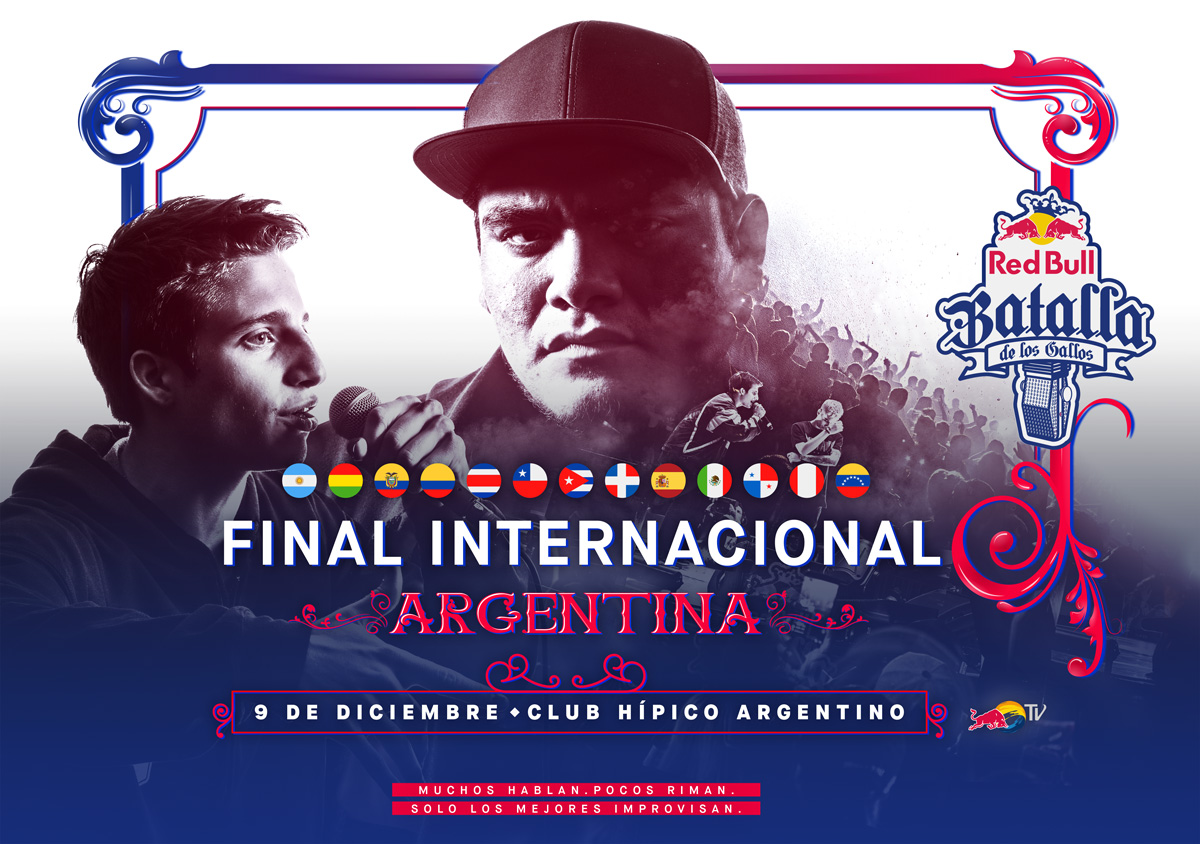 Red Bull
Batalla
de los Gallos
FINAL INTERNACIONAL
ARGENTINA
9 DE DICIEMBRE ◆ CLUB HÍPICO ARGENTINO
TV
MUCHOS HABLAN. POCOS RIMAN.
SOLO LOS MEJORES IMPROVISAN.